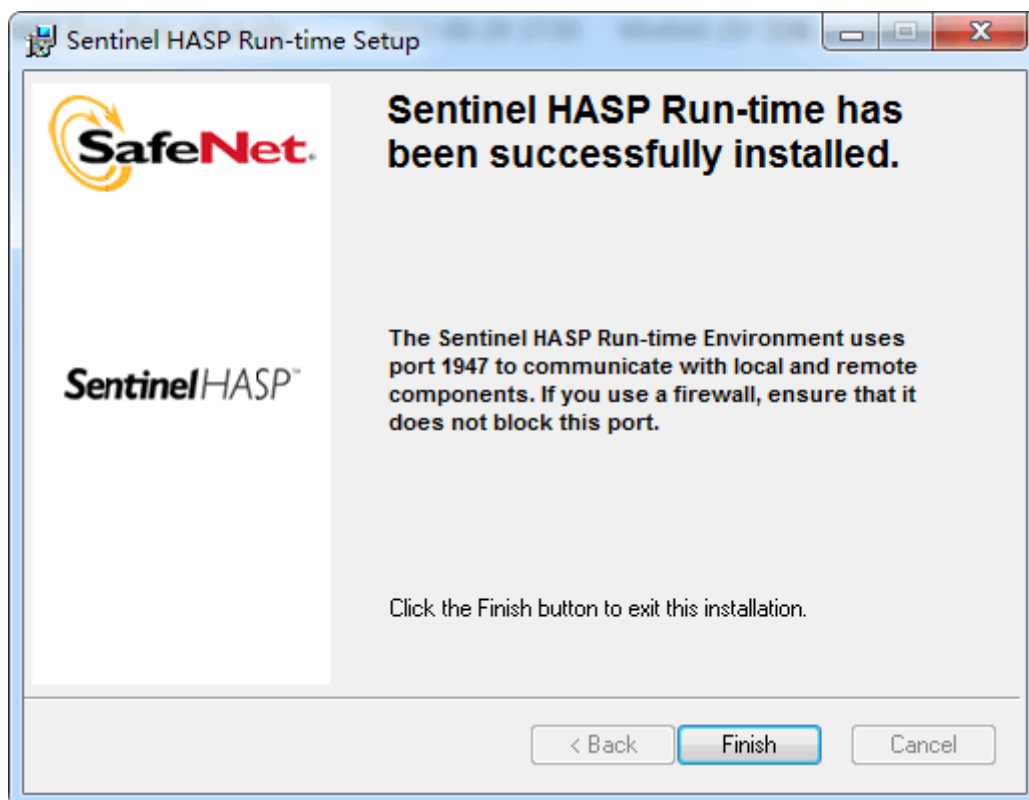 Sentinel HASP Run-time Setup
SafeNet.
Sentinel HASP Run-time has
been successfully installed.
The Sentinel HASP Run-time Environment uses
port 1947 to communicate with local and remote
components. If you use a firewall, ensure that it
does not block this port.
SentinelHASP™
Click the Finish button to exit this installation.
< Back
Finish
Cancel